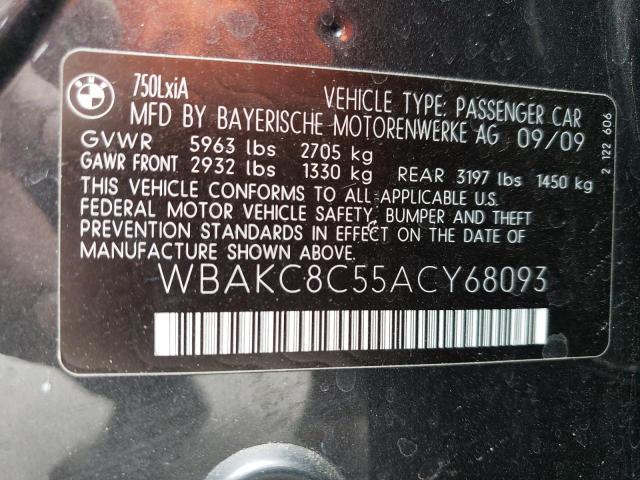 BMW
750LxiA VEHICLE TYPE: PASSENGER CAR
MFD BY BAYERISCHE MOTORENWERKE AG 09/09
GVWR 5963 lbs 2705 kg
GAWR FRONT 2932 lbs 1330 kg REAR 3197 lbs 1450 kg
THIS VEHICLE CONFORMS TO ALL APPLICABLE U.S.
FEDERAL MOTOR VEHICLE SAFETY, BUMPER AND THEFT
PREVENTION STANDARDS IN EFFECT ON THE DATE OF
MANUFACTURE SHOWN ABOVE.
WBAKC8C55ACY68093
2 122 606